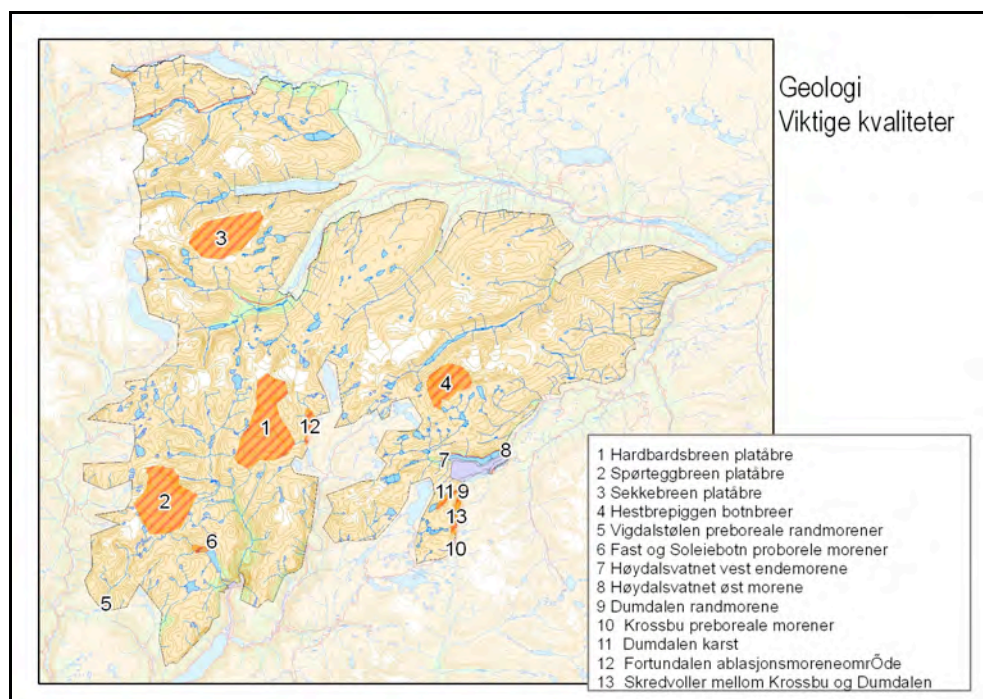 Geologi
Viktige kvaliteter
3
4
1
12
2
7
8
11
9
13
6
10
5
1 Hardbardsbreen platåbre
2 Spørteggbreen platåbre
3 Sekkebreen platåbre
4 Hestbrepiggen botnbreer
5 Vigdalstølen preboreale randmorener
6 Fast og Soleiebotn proborele morener
7 Høydalsvatnet vest endemorene
8 Høydalsvatnet øst morene
9 Dumdalen randmorene
10 Krossbu preboreale morener
11 Dumdalen karst
12 Fortundalen ablasjonsmoreneområÕde
13 Skredvoller mellom Krossbu og Dumdalen